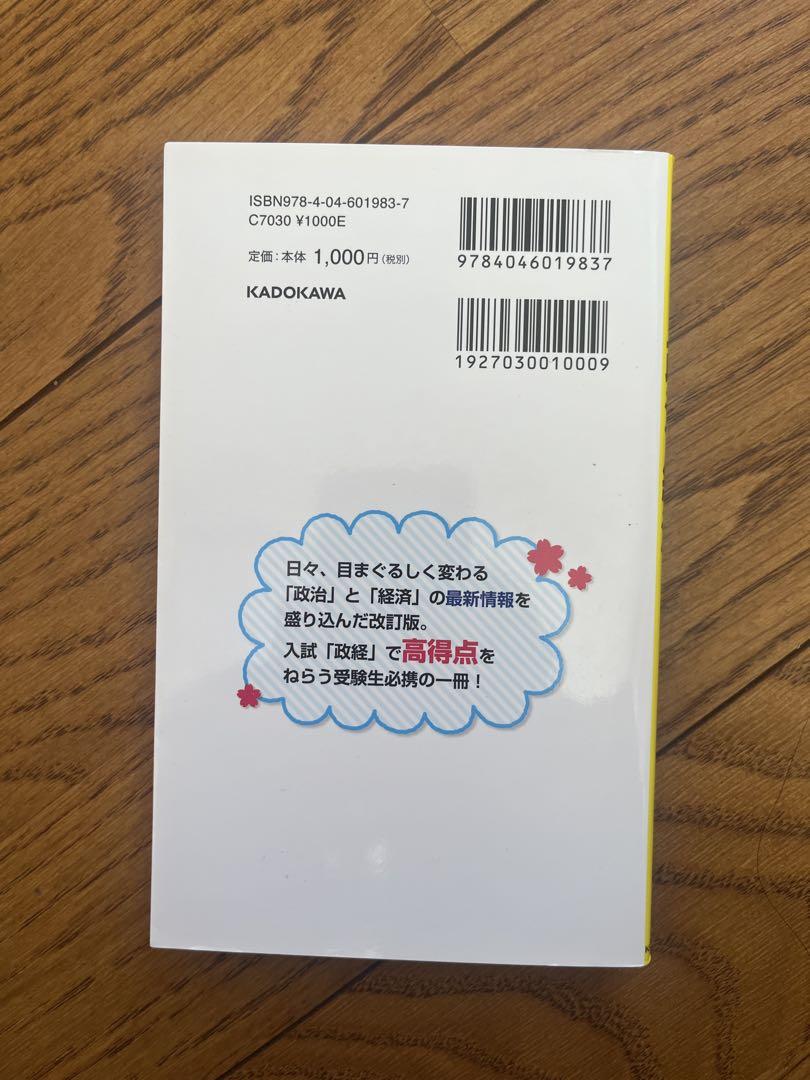 ISBN978-4-04-601983-7
C7030 ¥1000E
定価:本体 1,000円(税別)
KADOKAWA
9784046019837
1927030010009
日々、目まぐるしく変わる
「政治」と「経済」の最新情報を
盛り込んだ改訂版。
入試「政経」で高得点を
ねらう受験生必携の一冊!